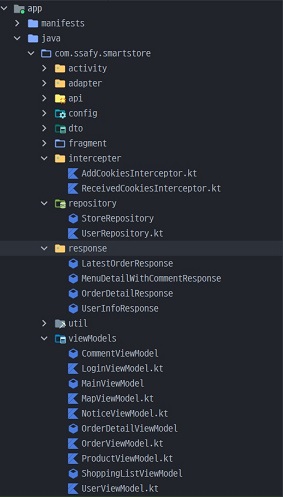 app
manifests
java
com.ssafy.smartstore
activity
adapter
api
config
dto
fragment
intercepter
AddCookiesInterceptor.kt
ReceivedCookiesInterceptor.kt
repository
StoreRepository
UserRepository.kt
response
LatestOrderResponse
MenuDetailWithCommentResponse
OrderDetailResponse
UserInfoResponse
util
viewModels
CommentViewModel
LoginViewModel.kt
MainViewModel
MapViewModel.kt
NoticeViewModel.kt
OrderDetailViewModel
OrderViewModel.kt
ProductViewModel.kt
ShoppingListViewModel
UserViewModel.kt